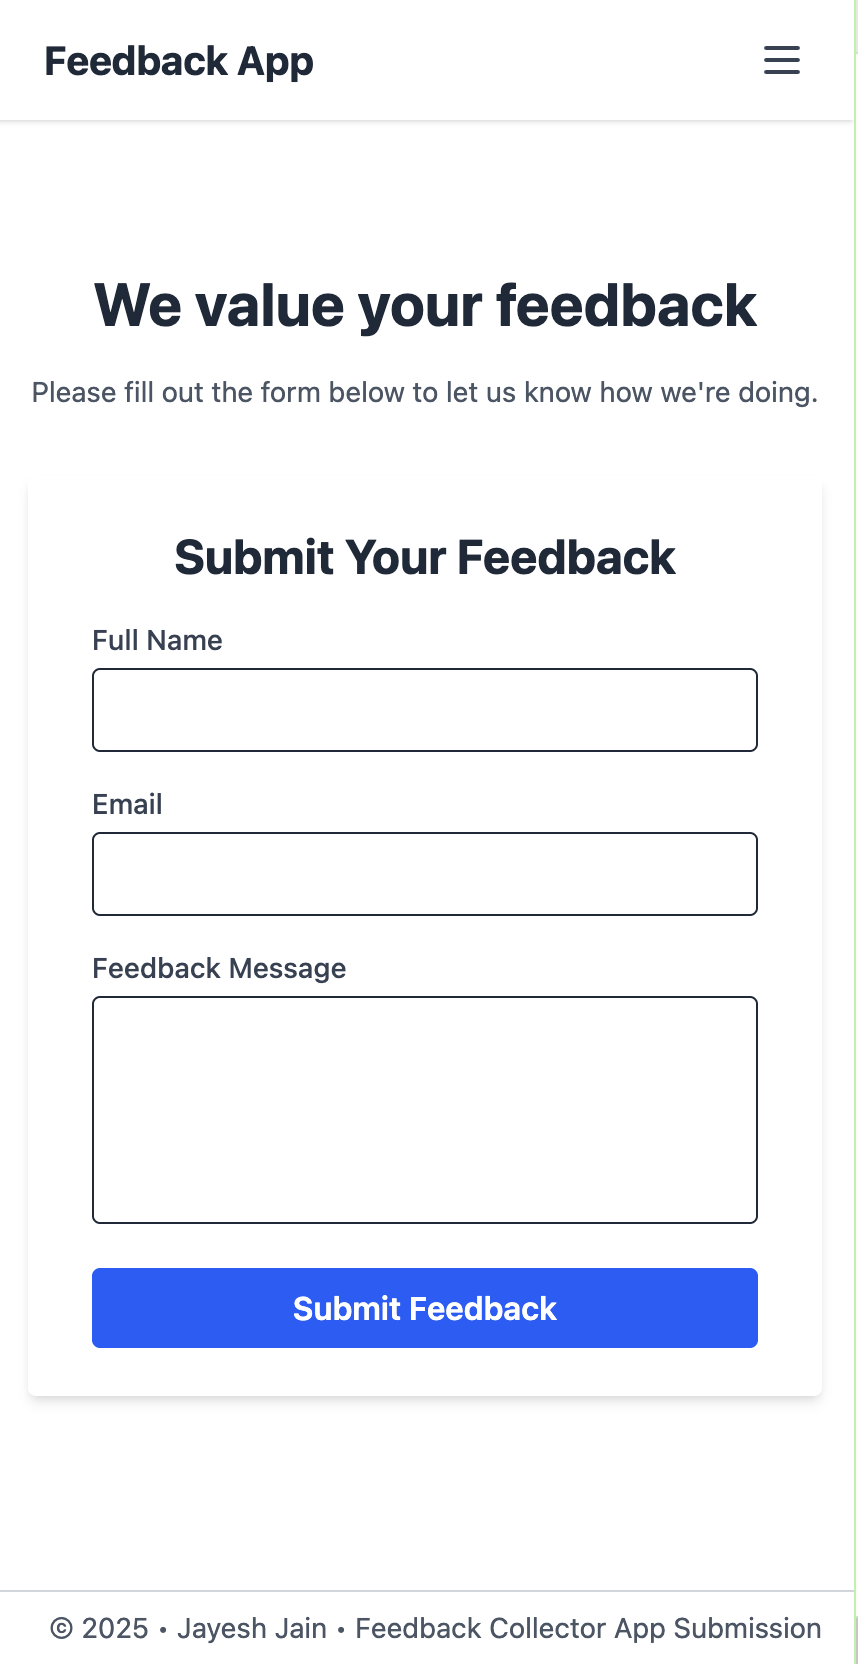 Feedback App
We value your feedback
Please fill out the form below to let us know how we're doing.
Submit Your Feedback
Full Name
Email
Feedback Message
Submit Feedback
© 2025 • Jayesh Jain • Feedback Collector App Submission